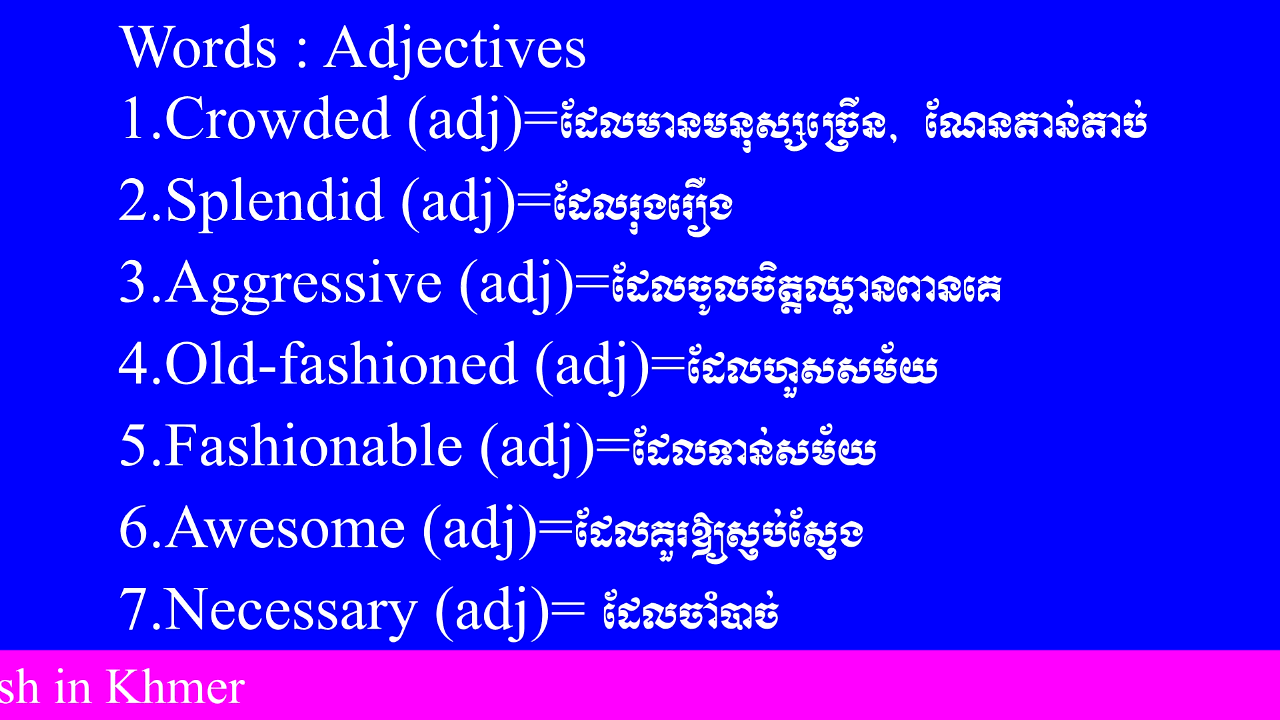 Words : Adjectives
1.Crowded (adj)=ដែលមានមនុស្សច្រើន, ណែនតាន់តាប់
2.Splendid (adj)=ដែលរុងរឿង
3.Aggressive (adj)=ដែលចូលចិត្តឈ្លានពានគេ
4.Old-fashioned (adj)=ដែលហួសសម័យ
5.Fashionable (adj)=ដែលទាន់សម័យ
6.Awesome (adj)=ដែលគួរឱ្យស្ញប់ស្ញែង
7.Necessary (adj)= ដែលចាំបាច់
sh in Khmer